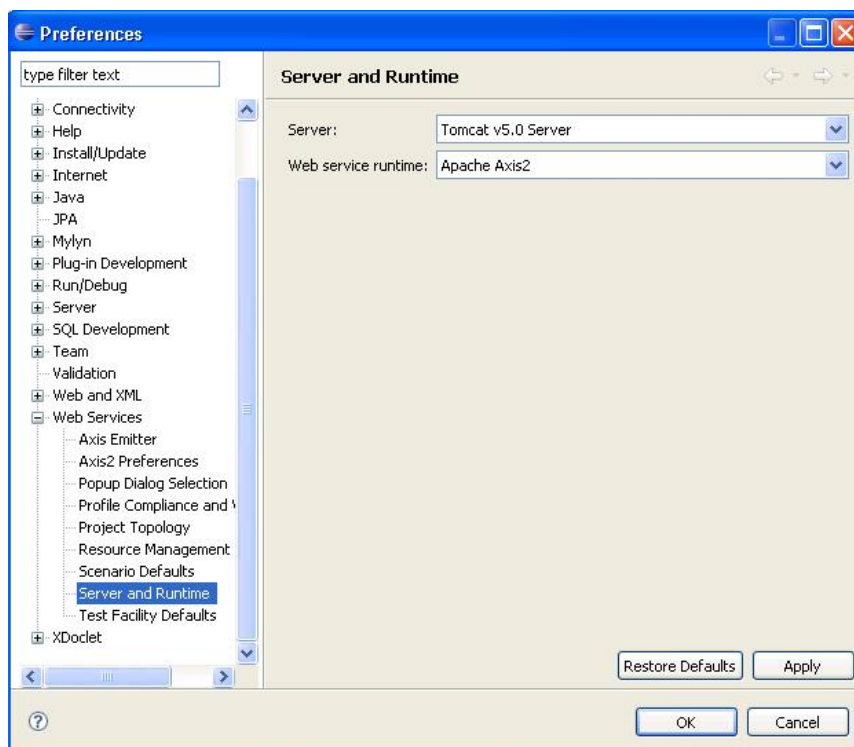 Preferences
type filter text
Connectivity
Help
Install/Update
Internet
Java
JPA
Mylyn
Plug-in Development
Run/Debug
Server
SQL Development
Team
Validation
Web and XML
Web Services
Axis Emitter
Axis2 Preferences
Popup Dialog Selection
Profile Compliance and
Project Topology
Resource Management
Scenario Defaults
Server and Runtime
Test Facility Defaults
XDoclet
Server and Runtime
Server: Tomcat v5.0 Server
Web service runtime: Apache Axis2
Restore Defaults Apply
OK Cancel